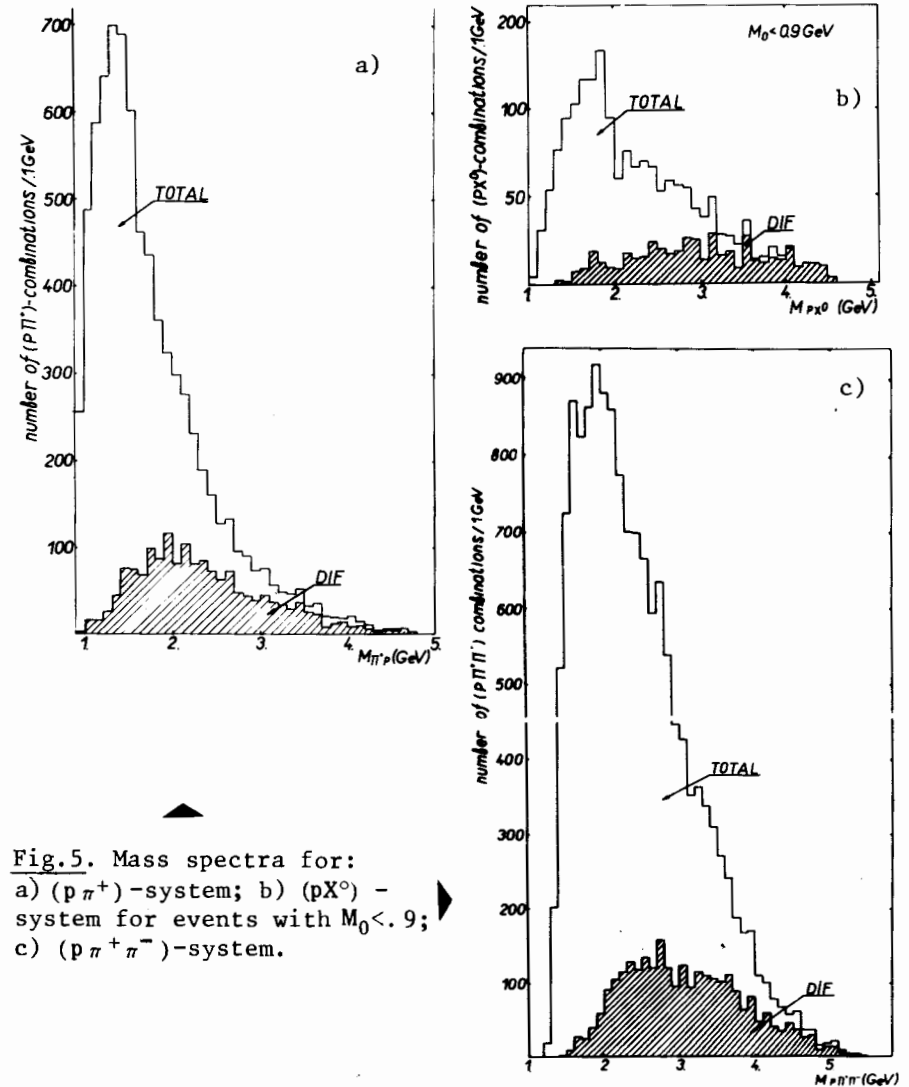 700
600
500
400
300
200
100
number of (pπ⁺)-combinations/.1GeV
a)
TOTAL
DIF
1. 2. 3. 4. 5.
M π⁺p (GeV)
200
100
50
number of (pX⁰)-combinations/.1GeV
M₀<0.9GeV
b)
TOTAL
DIF
1. 2. 3. 4. 5.
M pX⁰ (GeV)
900
800
700
600
500
400
300
200
100
number of (pπ⁺π⁻) combinations/.1GeV
c)
TOTAL
DIF
1. 2. 3. 4. 5.
M pπ⁺π⁻ (GeV)
Fig.5. Mass spectra for:
a) (pπ⁺)-system; b) (pX°) -
system for events with M₀<.9;
c) (pπ⁺π⁻)-system.